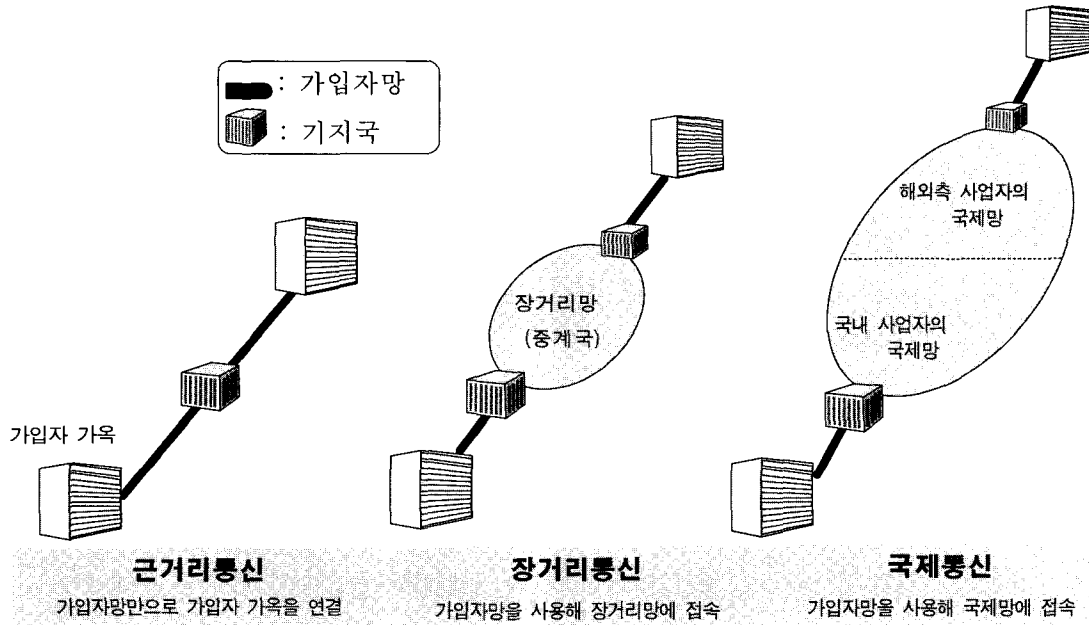 : 가입자망
: 기지국
가입자 가옥
장거리망
(중계국)
해외측 사업자의
국제망
국내 사업자의
국제망
근거리통신
가입자망만으로 가입자 가옥을 연결
장거리통신
가입자망을 사용해 장거리망에 접속
국제통신
가입자망을 사용해 국제망에 접속